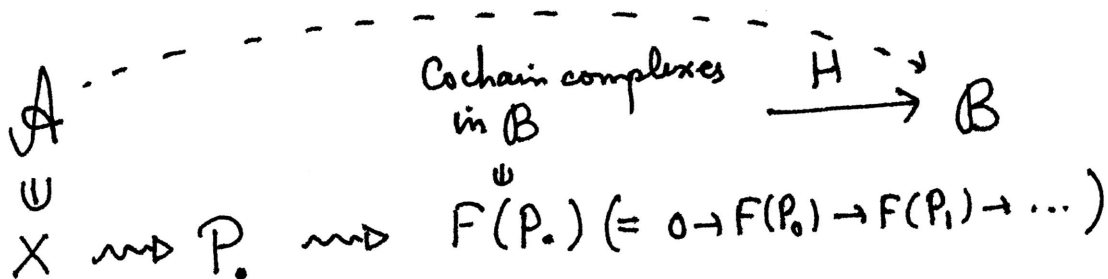 Cochain complexes H
𝒜 in ℬ → ℬ
∪ ∪
X ⇝ P. ⇝ F(P.) (= 0 → F(P₀) → F(P₁) → ...)